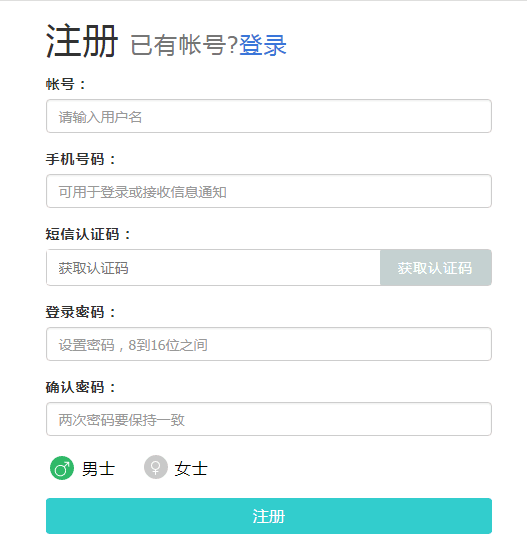 注册 已有帐号?登录
帐号：
请输入用户名
手机号码：
可用于登录或接收信息通知
短信认证码：
获取认证码 获取认证码
登录密码：
设置密码，8到16位之间
确认密码：
两次密码要保持一致
男士 女士
注册